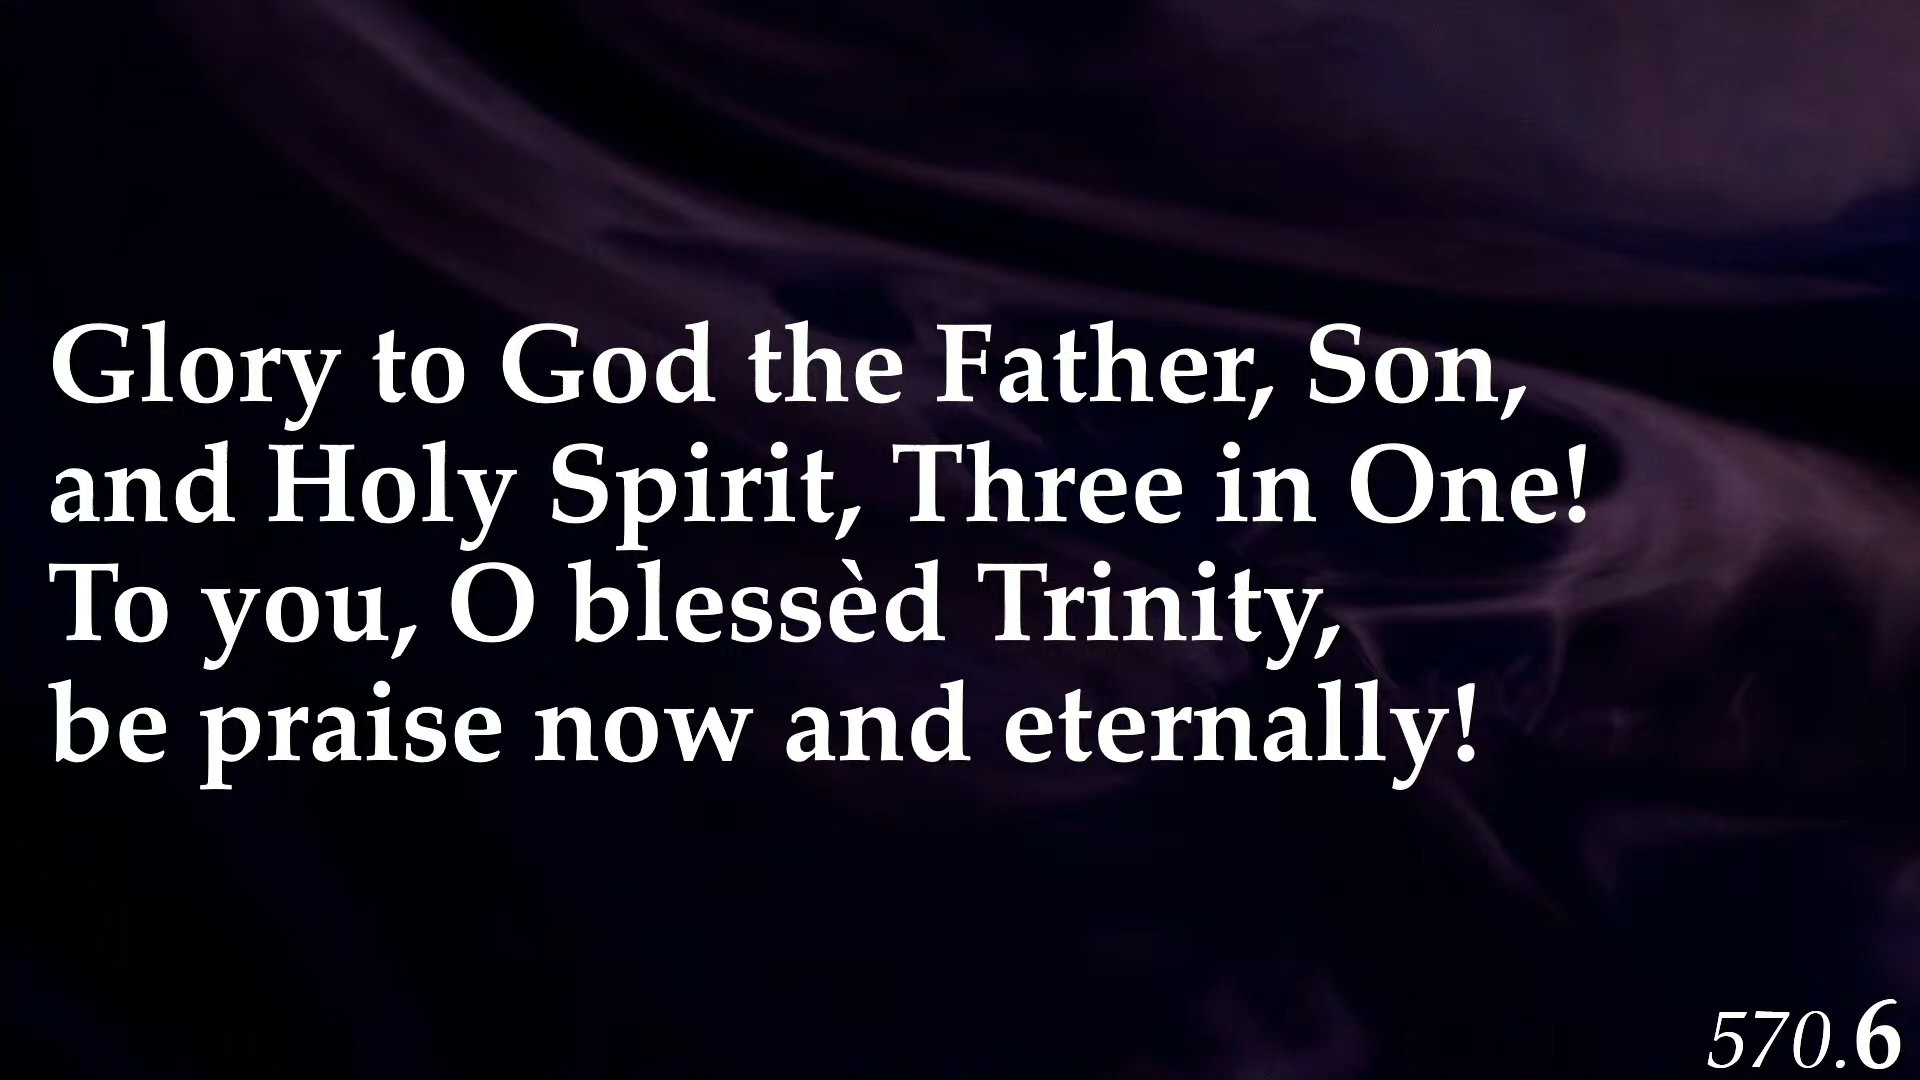 Glory to God the Father, Son,
and Holy Spirit, Three in One!
To you, O blessèd Trinity,
be praise now and eternally!
570.6